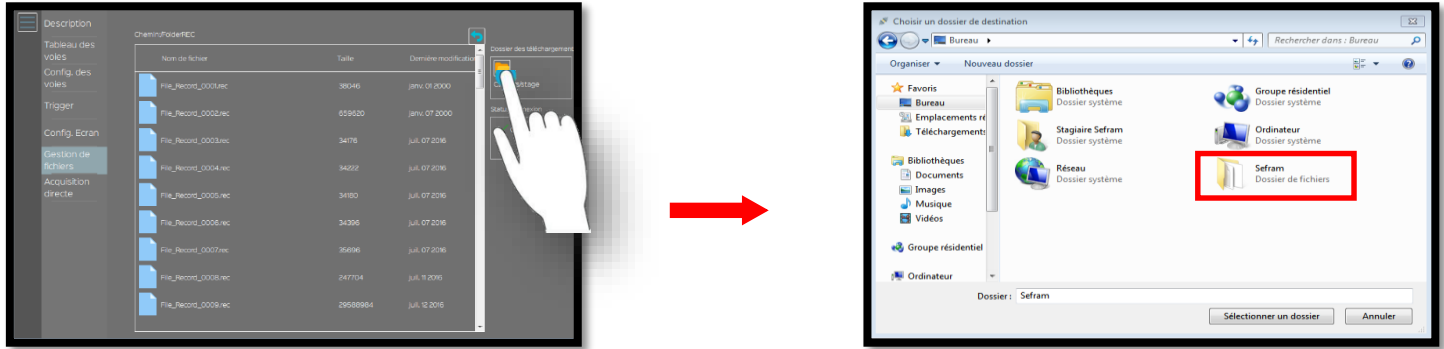 Description
Tableau des
voies
Config. des
voies
Trigger
Config. Ecran
Gestion de
fichiers
Acquisition
directe
Chemin:/Folder/REC
Nom de fichier Taille Dernière modification
File_Record_0001.rec 38046 janv. 01 2000
File_Record_0002.rec 659620 janv. 07 2000
File_Record_0003.rec 34176 juil. 07 2016
File_Record_0004.rec 34222 juil. 07 2016
File_Record_0005.rec 34180 juil. 07 2016
File_Record_0006.rec 34396 juil. 07 2016
File_Record_0007.rec 35696 juil. 07 2016
File_Record_0008.rec 247704 juil. 11 2016
File_Record_0009.rec 29588984 juil. 12 2016
Dossier des téléchargement
Choisir un dossier de destination
Bureau
Rechercher dans : Bureau
Organiser
Nouveau dossier
Favoris
Bureau
Emplacements ré
Téléchargements
Bibliothèques
Documents
Images
Musique
Vidéos
Groupe résidentiel
Ordinateur
Bibliothèques
Dossier système
Groupe résidentiel
Dossier système
Stagiaire Sefram
Dossier système
Ordinateur
Dossier système
Réseau
Dossier système
Sefram
Dossier de fichiers
Dossier : Sefram
Sélectionner un dossier
Annuler